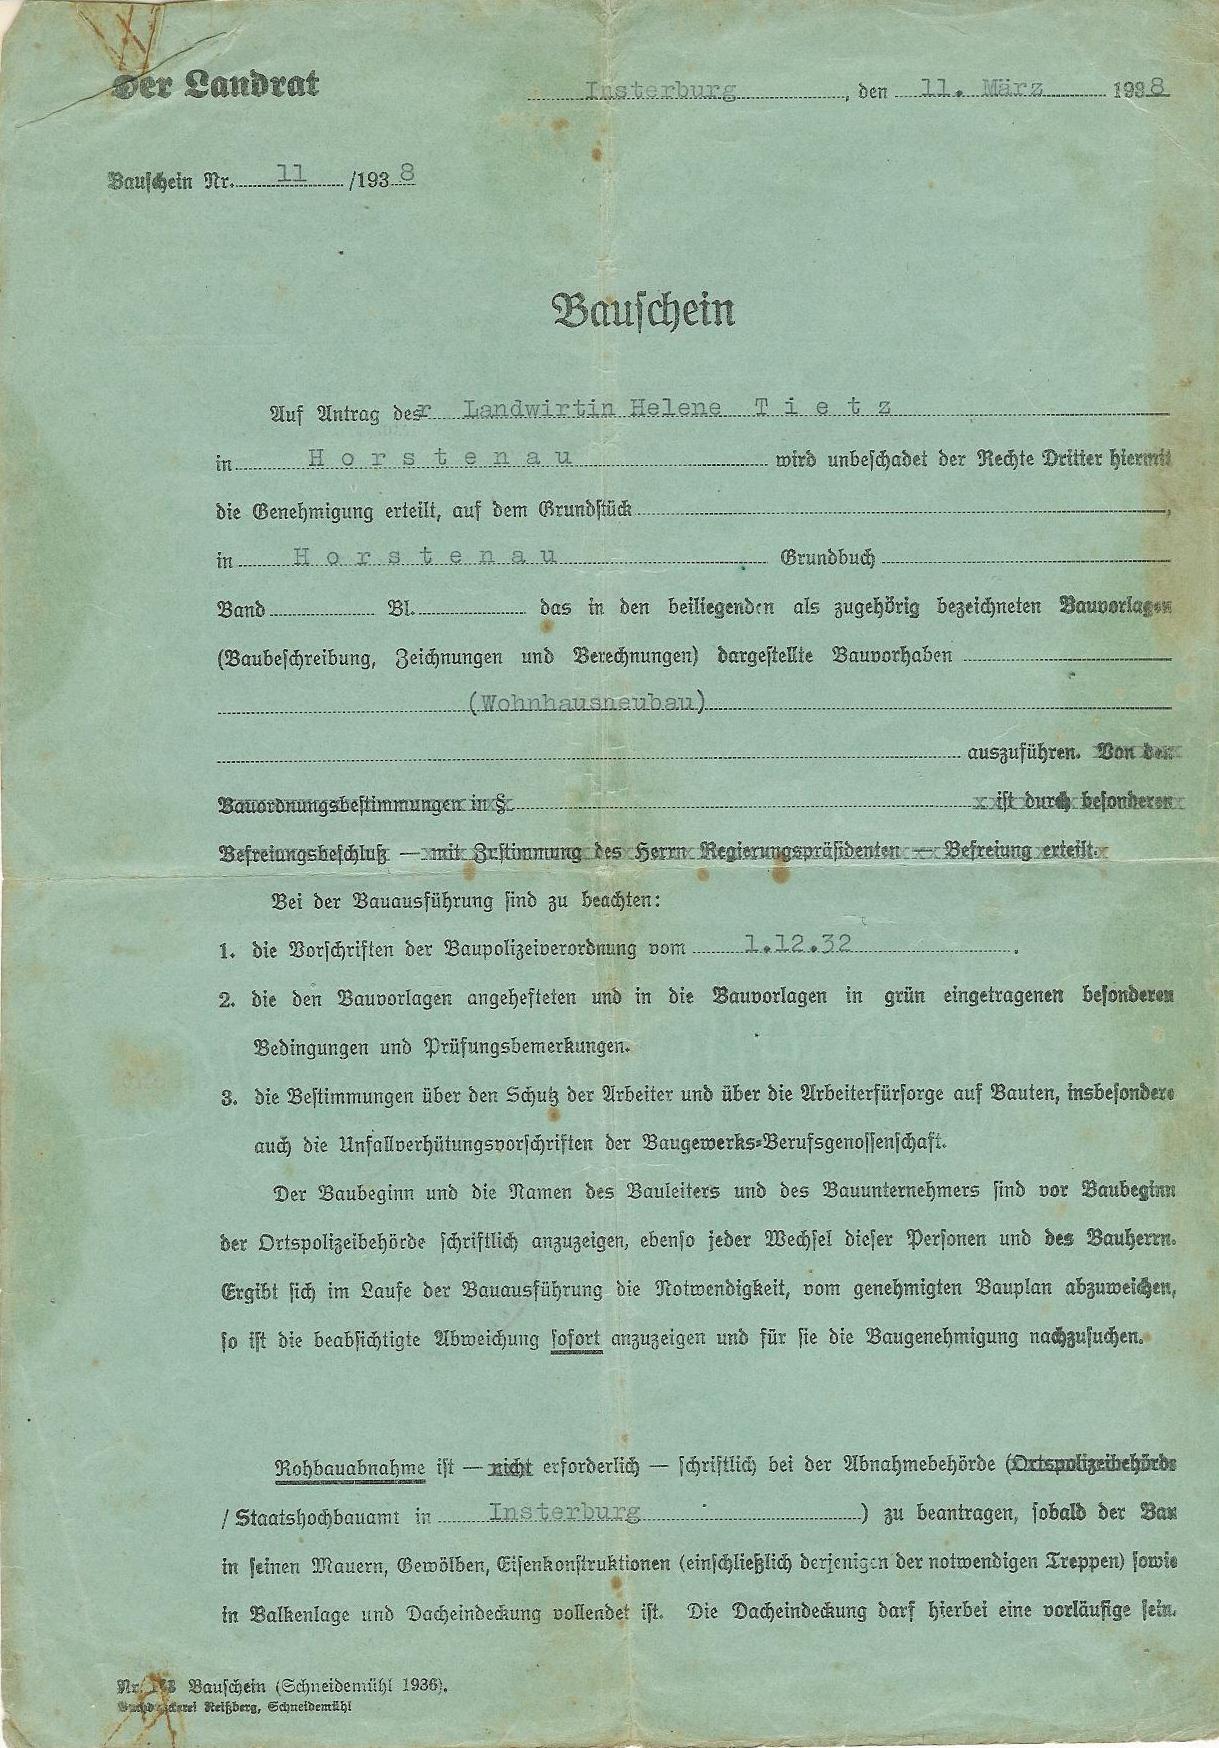 Der Landrat
Insterburg, den 11. März 1938
Bauschein Nr. 11 /1938
Bauschein
Auf Antrag der Landwirtin Helene Tietz
in Horstenau wird unbeschadet der Rechte Dritter hiermit
die Genehmigung erteilt, auf dem Grundstück ,
in Horstenau Grundbuch
Band Bl. das in den beiliegenden als zugehörig bezeichneten Bauvorlagen
(Baubeschreibung, Zeichnungen und Berechnungen) dargestellte Bauvorhaben
(Wohnhausneubau)
auszuführen. Von den
Bauordnungsbestimmungen in § ist durch besonderen
Befreiungsbeschluß — mit Zustimmung des Herrn Regierungspräsidenten — Befreiung erteilt.
Bei der Bauausführung sind zu beachten:
1. die Vorschriften der Baupolizeiverordnung vom 1.12.32 .
2. die den Bauvorlagen angehefteten und in die Bauvorlagen in grün eingetragenen besonderen
Bedingungen und Prüfungsbemerkungen.
3. die Bestimmungen über den Schutz der Arbeiter und über die Arbeiterfürsorge auf Bauten, insbesondere
auch die Unfallverhütungsvorschriften der Baugewerks-Berufsgenossenschaft.
Der Baubeginn und die Namen des Bauleiters und des Bauunternehmers sind vor Baubeginn
der Ortspolizeibehörde schriftlich anzuzeigen, ebenso jeder Wechsel dieser Personen und des Bauherrn.
Ergibt sich im Laufe der Bauausführung die Notwendigkeit, vom genehmigten Bauplan abzuweichen,
so ist die beabsichtigte Abweichung sofort anzuzeigen und für sie die Baugenehmigung nachzusuchen.
Rohbauabnahme ist — nicht erforderlich — schriftlich bei der Abnahmebehörde (Ortspolizeibehörde
/ Staatshochbauamt in Insterburg ) zu beantragen, sobald der Bau
in seinen Mauern, Gewölben, Eisenkonstruktionen (einschließlich derjenigen der notwendigen Treppen) sowie
in Balkenlage und Dacheindeckung vollendet ist. Die Dacheindeckung darf hierbei eine vorläufige sein.
Nr. Bauschein (Schneidemühl 1936).
Buchdruckerei Reißberg, Schneidemühl